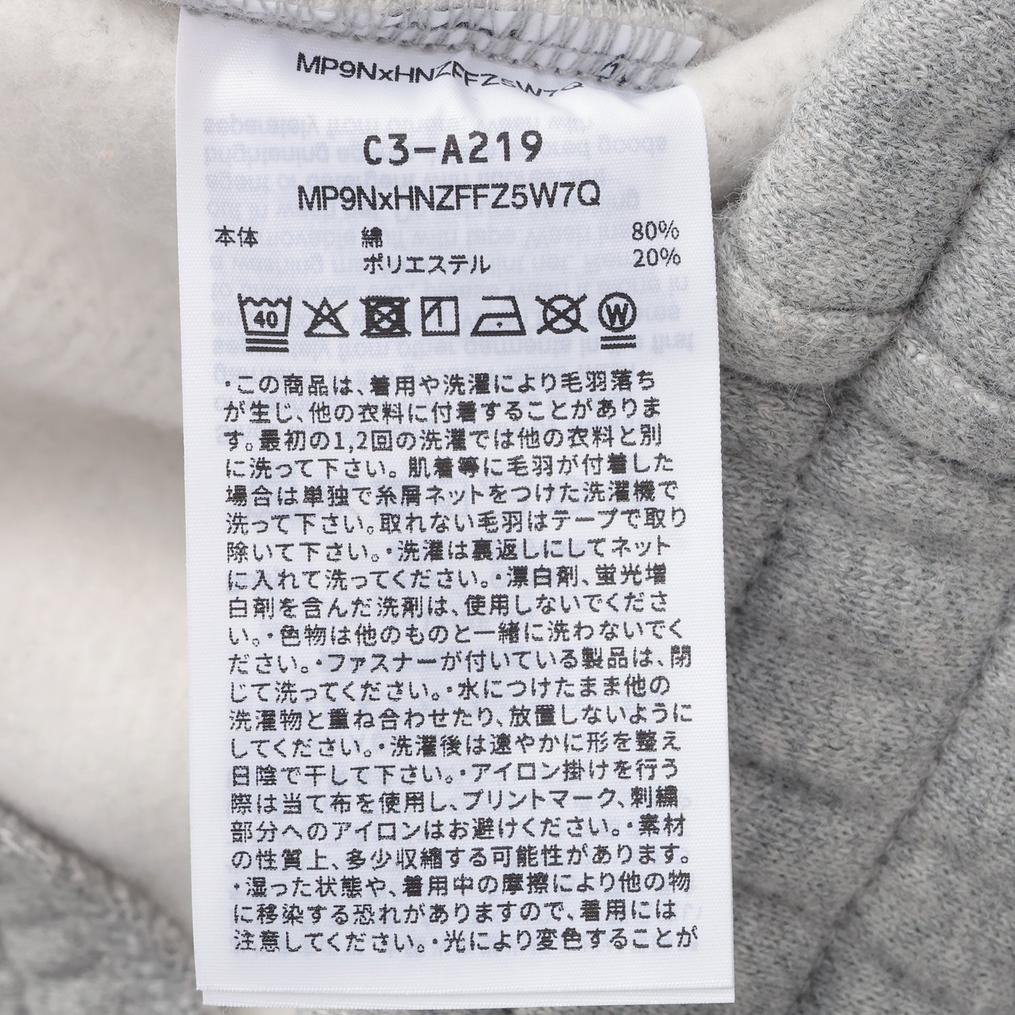 MP9NxHNZFFZ5W7Q
C3-A219
MP9NxHNZFFZ5W7Q
本体 綿 80%
ポリエステル 20%
40 W
・この商品は、着用や洗濯により毛羽落ち
が生じ、他の衣料に付着することがありま
す。最初の1,2回の洗濯では他の衣料と別
に洗って下さい。肌着等に毛羽が付着した
場合は単独で糸屑ネットをつけた洗濯機で
洗って下さい。取れない毛羽はテープで取り
除いて下さい。・洗濯は裏返しにしてネット
に入れて洗ってください。・漂白剤、蛍光増
白剤を含んだ洗剤は、使用しないでくださ
い。・色物は他のものと一緒に洗わないでく
ださい。・ファスナーが付いている製品は、閉
じて洗ってください。・水につけたまま他の
洗濯物と重ね合わせたり、放置しないように
してください。・洗濯後は速やかに形を整え
日陰で干して下さい。・アイロン掛けを行う
際は当て布を使用し、プリントマーク、刺繍
部分へのアイロンはお避けください。・素材
の性質上、多少収縮する可能性があります。
・湿った状態や、着用中の摩擦により他の物
に移染する恐れがありますので、着用には
注意してください。・光により変色することが